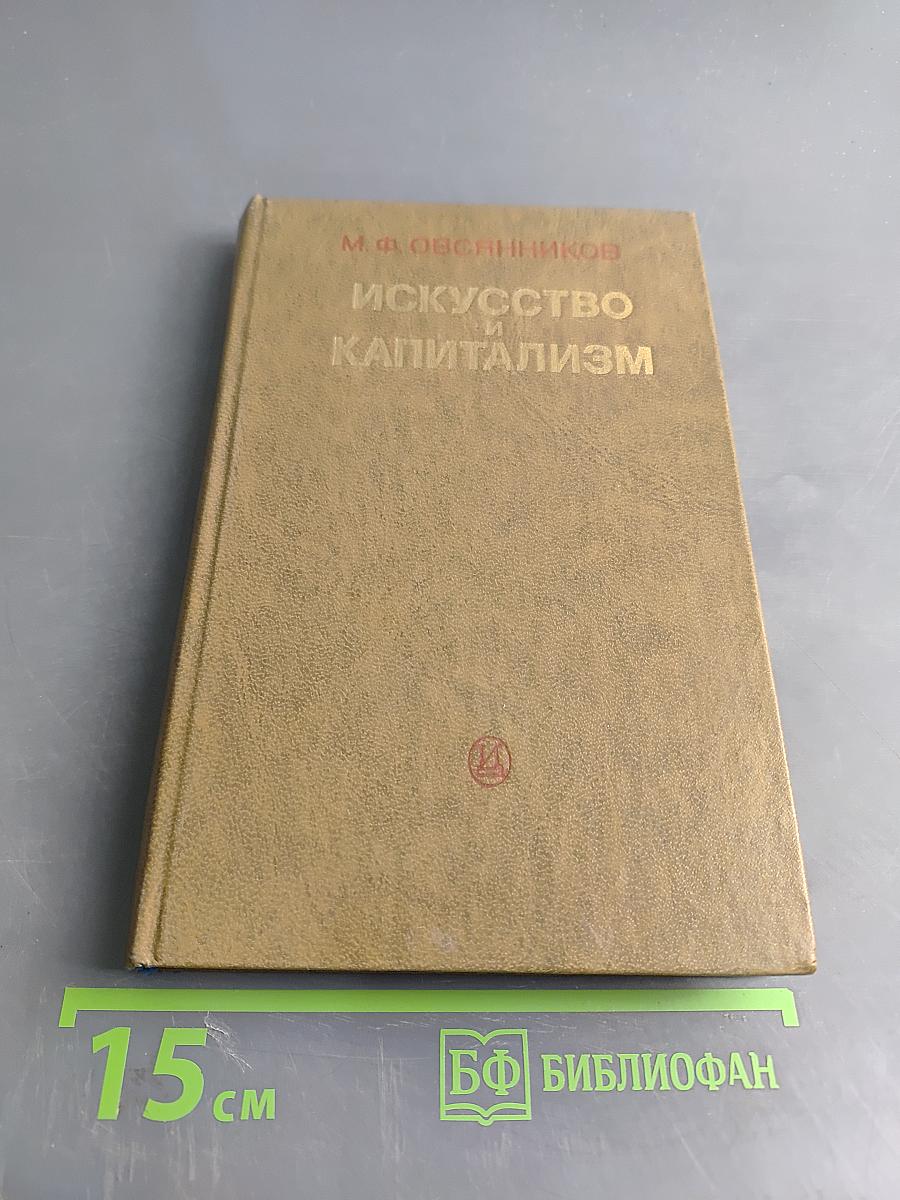 М. Ф. ОВСЯННИКОВ
ИСКУССТВО
И
КАПИТАЛИЗМ
И
15 см
БФ БИБЛИОФАН